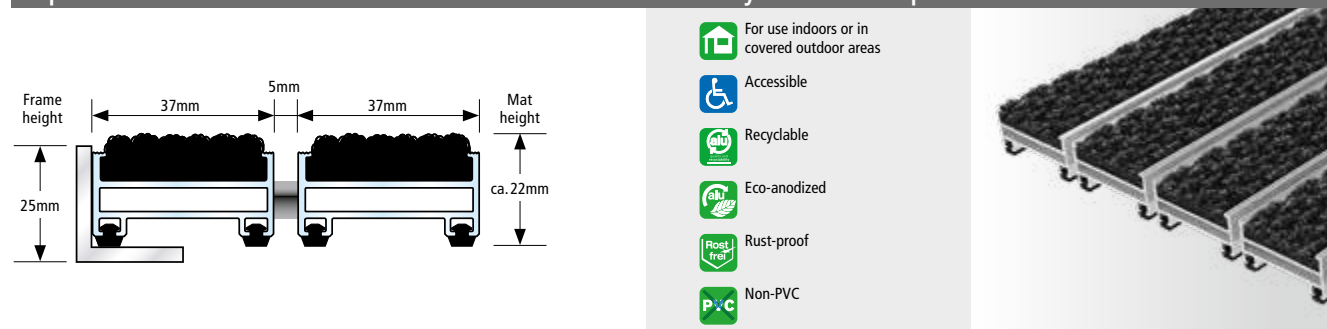 5mm
Frame
height
37mm
37mm
Mat
height
25mm
ca. 22mm
For use indoors or in
covered outdoor areas
Accessible
alu
Recyclable
alu
Eco-anodized
Rost
frei
Rust-proof
PVC
Non-PVC